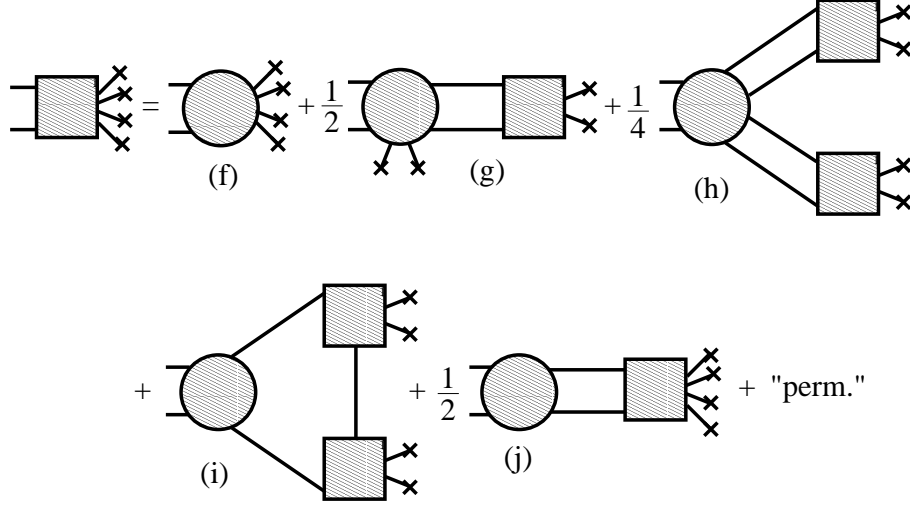 = + 1/2 + 1/4
(f) (g) (h)
+ + 1/2 + "perm."
(i) (j)